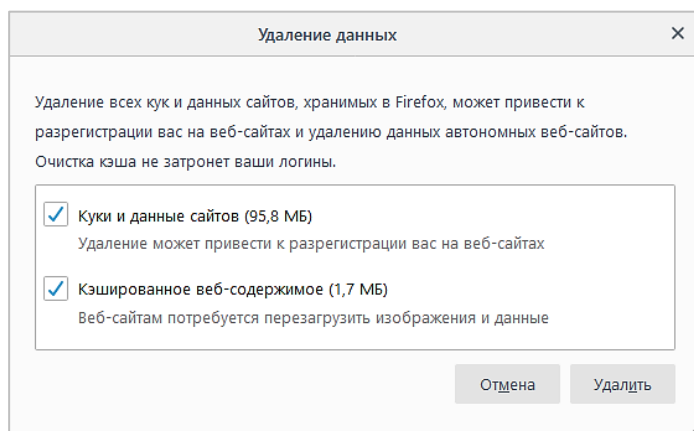 Удаление данных
Удаление всех кук и данных сайтов, хранимых в Firefox, может привести к
разрегистрации вас на веб-сайтах и удалению данных автономных веб-сайтов.
Очистка кэша не затронет ваши логины.
Куки и данные сайтов (95,8 МБ)
Удаление может привести к разрегистрации вас на веб-сайтах
Кэшированное веб-содержимое (1,7 МБ)
Веб-сайтам потребуется перезагрузить изображения и данные
Отмена Удалить